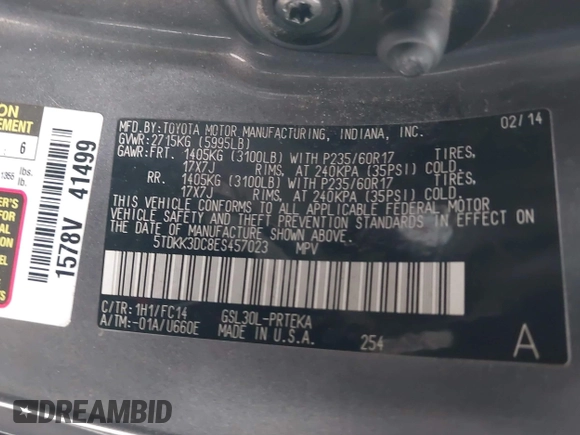 MFD.BY: TOYOTA MOTOR MANUFACTURING, INDIANA, INC. 02/14
GVWR: 2715KG (5995LB)
GAWR: FRT. 1405KG (3100LB) WITH P235/60R17 TIRES,
17X7J RIMS, AT 240KPA (35PSI) COLD.
RR. 1405KG (3100LB) WITH P235/60R17 TIRES,
17X7J RIMS, AT 240KPA (35PSI) COLD.
THIS VEHICLE CONFORMS TO ALL APPLICABLE FEDERAL MOTOR
VEHICLE SAFETY AND THEFT PREVENTION STANDARDS IN EFFECT ON
THE DATE OF MANUFACTURE SHOWN ABOVE.
5TDKK3DC8ES457023 MPV
C/TR: 1H1/FC14 GSL30L-PRTEKA
A/TM: -01A/U660E MADE IN U.S.A. 254
A
1578V 41499
6
1355 lbs.
DREAMBID